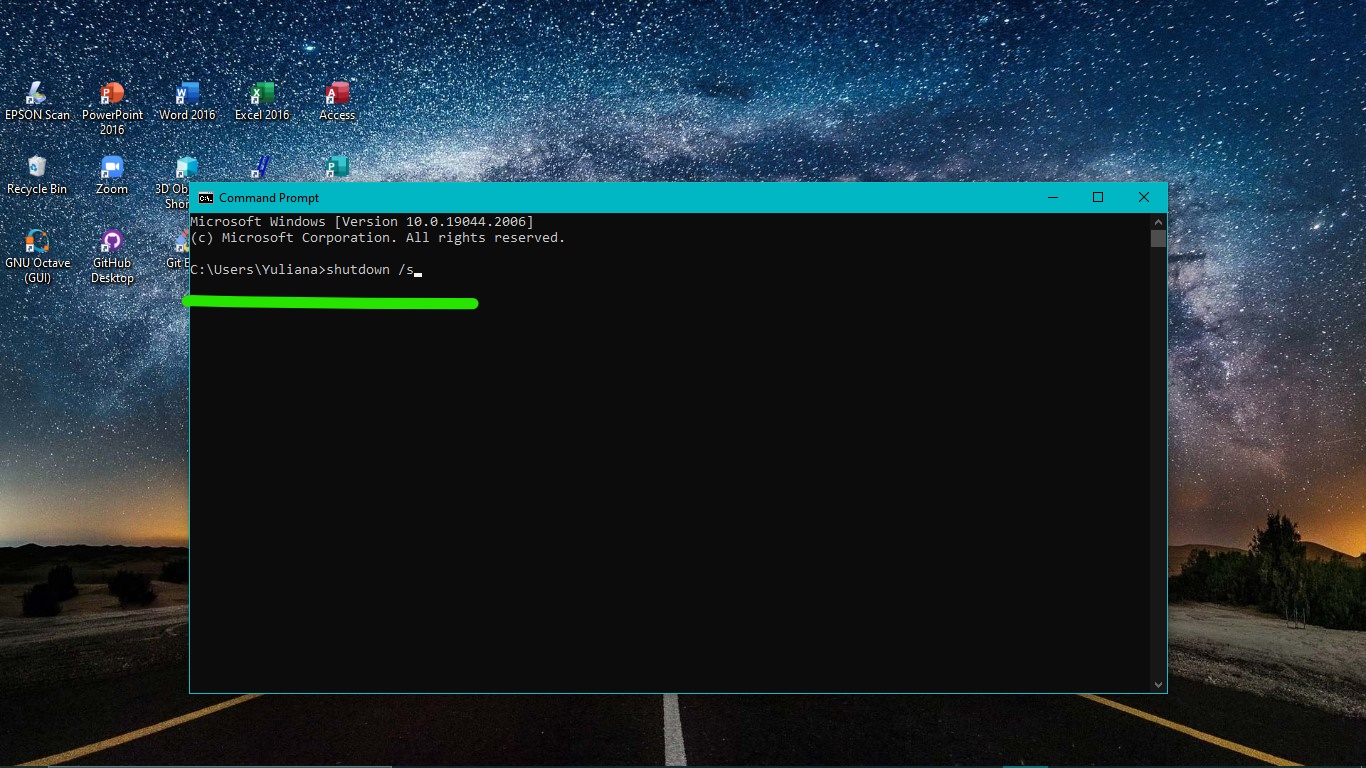 EPSON Scan
PowerPoint 2016
Word 2016
Excel 2016
Access
Recycle Bin
Zoom
3D Ob
Shor
GNU Octave (GUI)
GitHub Desktop
Git
Command Prompt
Microsoft Windows [Version 10.0.19044.2006]
(c) Microsoft Corporation. All rights reserved.
C:\Users\Yuliana>shutdown /s